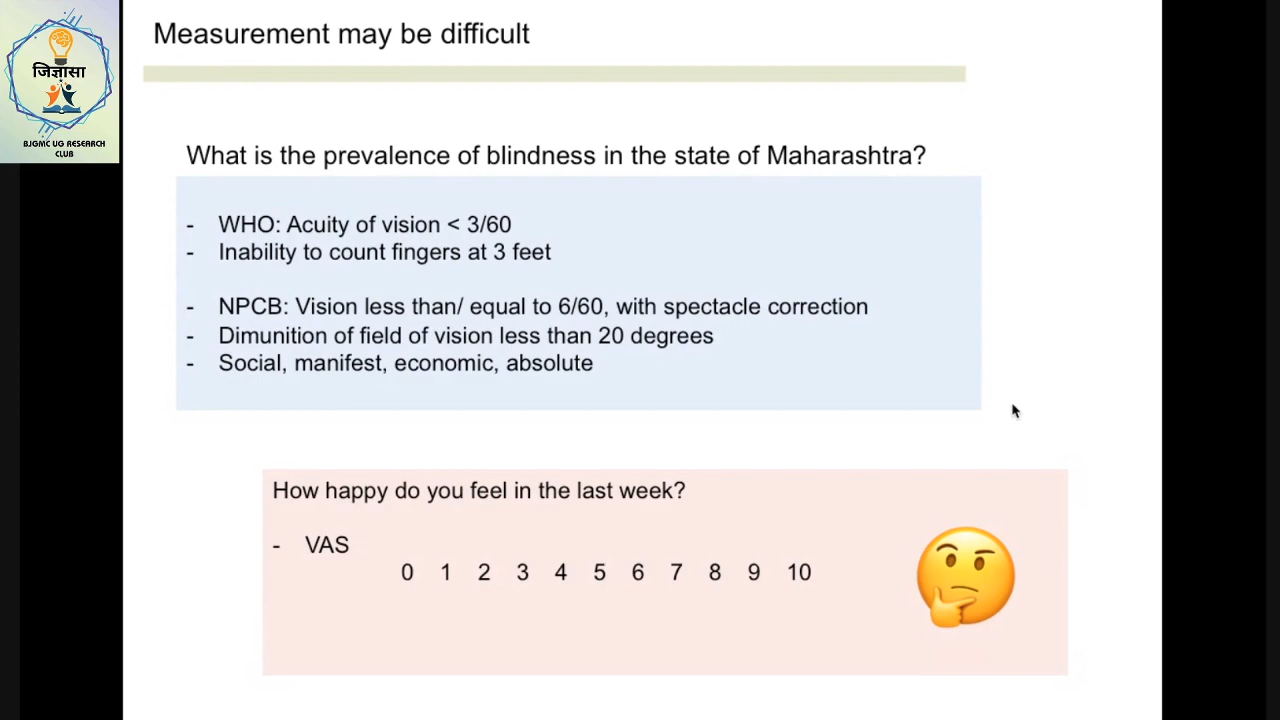 Measurement may be difficult
जिज्ञासा
BJGMC UG RESEARCH
CLUB
What is the prevalence of blindness in the state of Maharashtra?
- WHO: Acuity of vision < 3/60
- Inability to count fingers at 3 feet
- NPCB: Vision less than/ equal to 6/60, with spectacle correction
- Dimunition of field of vision less than 20 degrees
- Social, manifest, economic, absolute
How happy do you feel in the last week?
- VAS
0 1 2 3 4 5 6 7 8 9 10